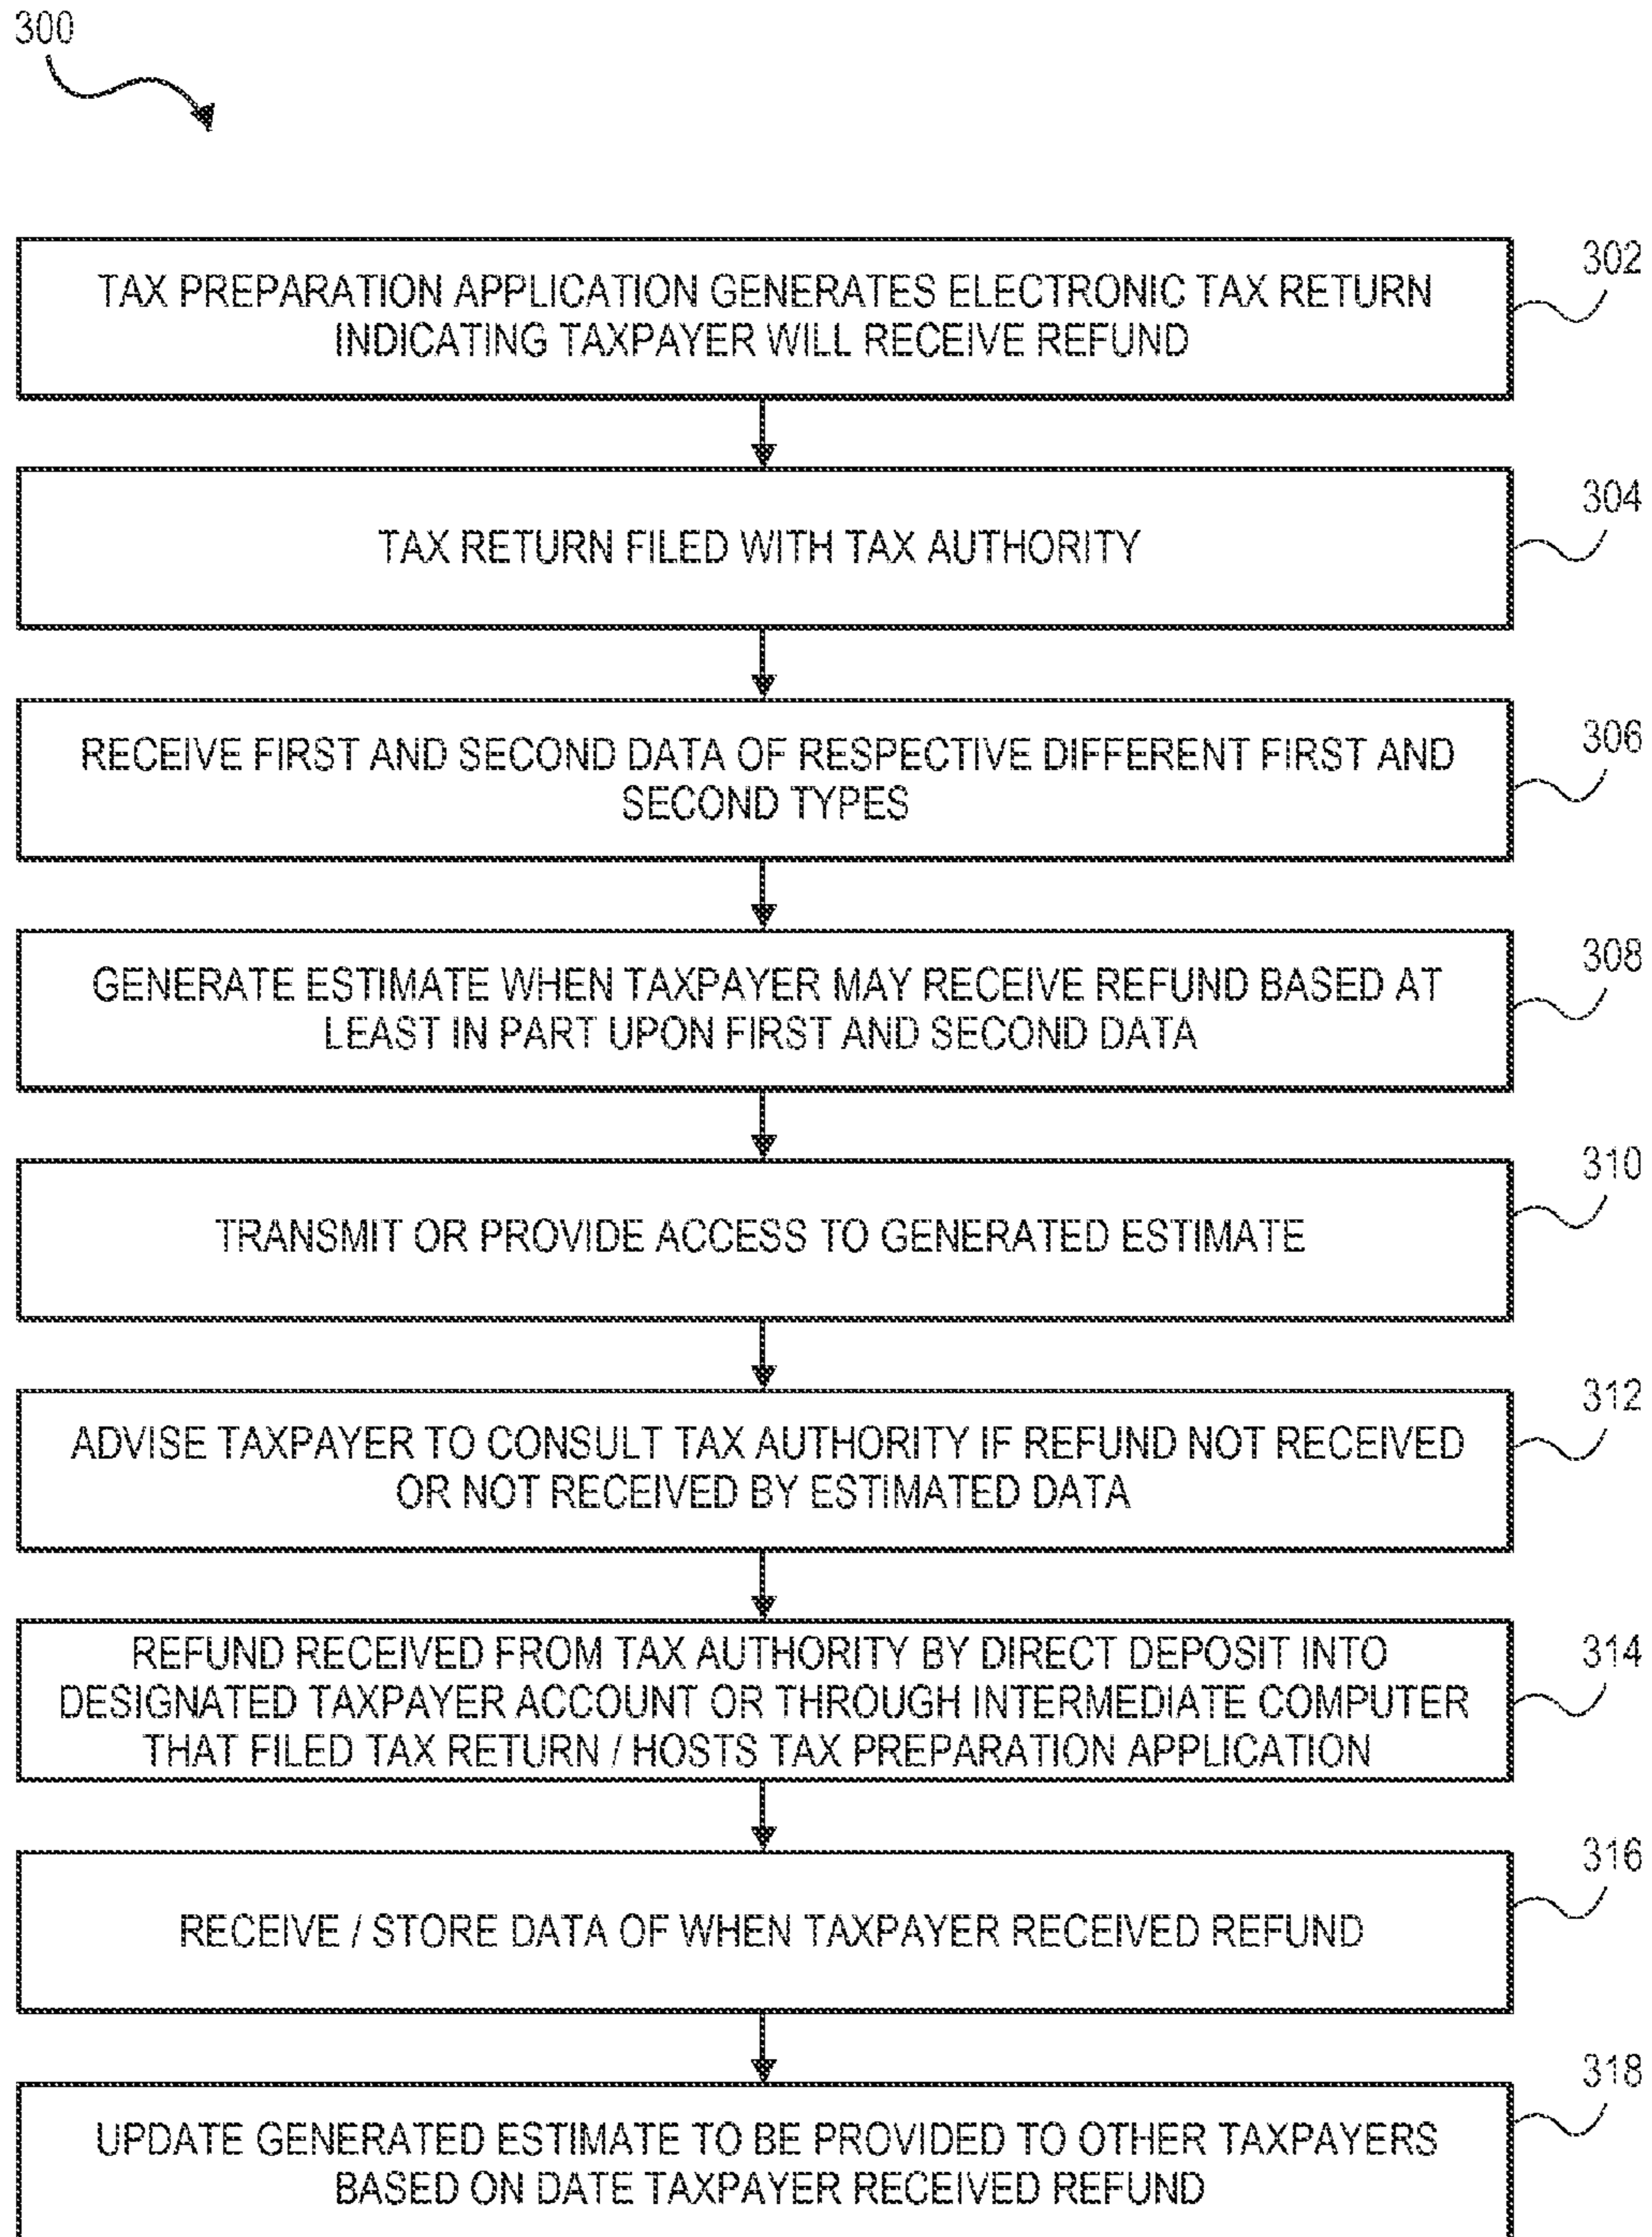 300
302
TAX PREPARATION APPLICATION GENERATES ELECTRONIC TAX RETURN
INDICATING TAXPAYER WILL RECEIVE REFUND
304
TAX RETURN FILED WITH TAX AUTHORITY
306
RECEIVE FIRST AND SECOND DATA OF RESPECTIVE DIFFERENT FIRST AND
SECOND TYPES
308
GENERATE ESTIMATE WHEN TAXPAYER MAY RECEIVE REFUND BASED AT
LEAST IN PART UPON FIRST AND SECOND DATA
310
TRANSMIT OR PROVIDE ACCESS TO GENERATED ESTIMATE
312
ADVISE TAXPAYER TO CONSULT TAX AUTHORITY IF REFUND NOT RECEIVED
OR NOT RECEIVED BY ESTIMATED DATA
314
REFUND RECEIVED FROM TAX AUTHORITY BY DIRECT DEPOSIT INTO
DESIGNATED TAXPAYER ACCOUNT OR THROUGH INTERMEDIATE COMPUTER
THAT FILED TAX RETURN / HOSTS TAX PREPARATION APPLICATION
316
RECEIVE / STORE DATA OF WHEN TAXPAYER RECEIVED REFUND
318
UPDATE GENERATED ESTIMATE TO BE PROVIDED TO OTHER TAXPAYERS
BASED ON DATE TAXPAYER RECEIVED REFUND